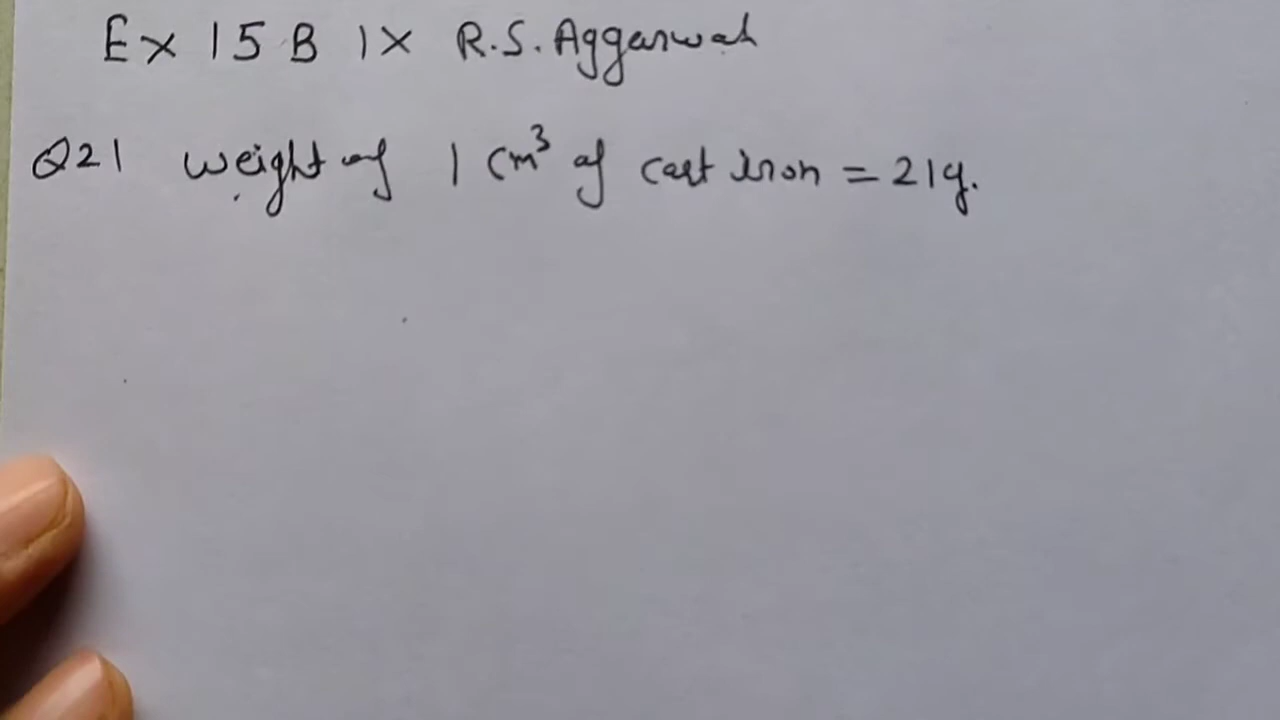 Ex 15 B IX R.S. Aggarwal
Q21 weight of 1 cm³ of cast iron = 21g.